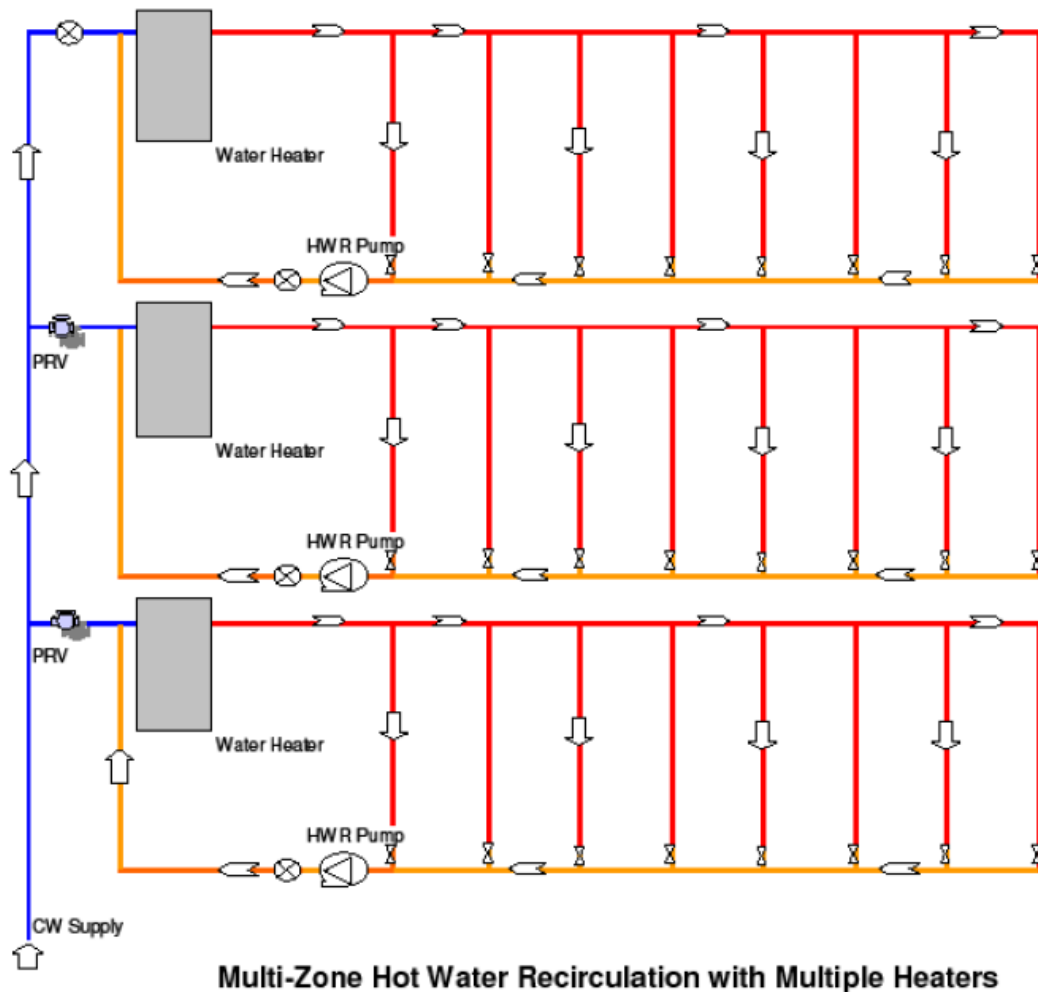 Water Heater
HWR Pump
PRV
Water Heater
HWR Pump
PRV
Water Heater
HWR Pump
CW Supply
Multi-Zone Hot Water Recirculation with Multiple Heaters